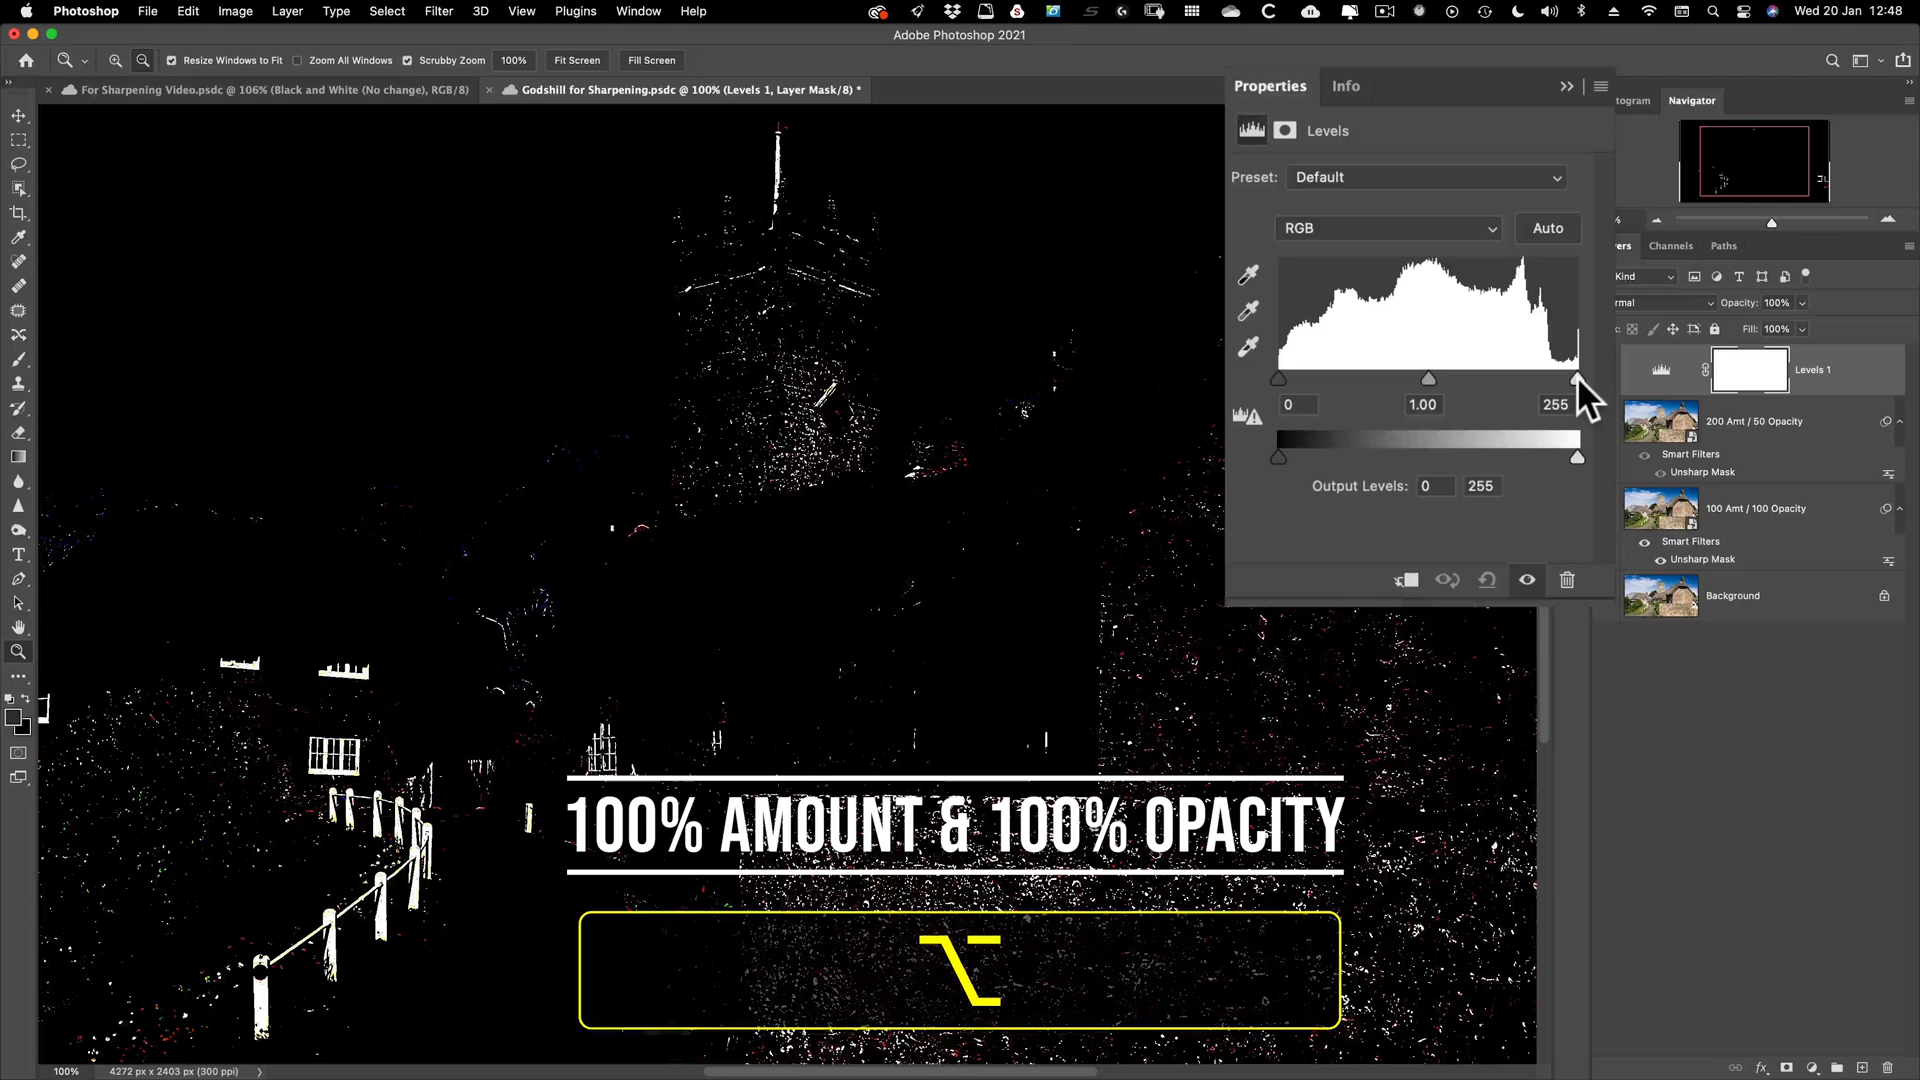 Photoshop File Edit Image Layer Type Select Filter 3D View Plugins Window Help
Wed 20 Jan 12:48
Adobe Photoshop 2021
Resize Windows to Fit Zoom All Windows Scrubby Zoom 100% Fit Screen Fill Screen
For Sharpening Video.psdc @ 106% (Black and White (No change), RGB/8)
Godshill for Sharpening.psdc @ 100% (Levels 1, Layer Mask/8) *
Properties Info
Levels
Preset: Default
RGB Auto
0 1.00 255
Output Levels: 0 255
togram Navigator
%
yers Channels Paths
Kind
rmal Opacity: 100%
k: Fill: 100%
Levels 1
200 Amt / 50 Opacity
Smart Filters
Unsharp Mask
100 Amt / 100 Opacity
Smart Filters
Unsharp Mask
Background
100% AMOUNT & 100% OPACITY
⌥
100% 4272 px x 2403 px (300 ppi)